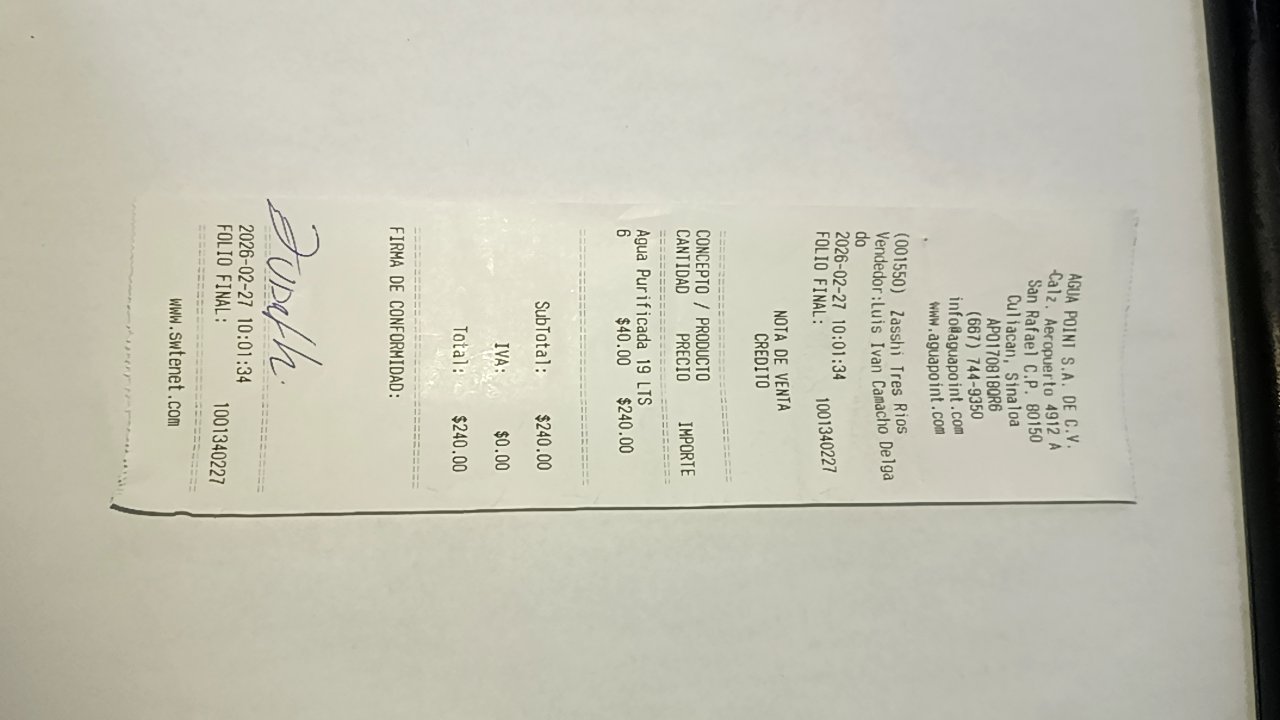 AGUA POINT S.A. DE C.V.
-Calz. Aeropuerto 4912 A
San Rafael C.P. 80150
Culiacan, Sinaloa
APO170818QR6
(667) 744-9350
info@aguapoint.com
www.aguapoint.com
(001550) Zasshi Tres Rios
Vendedor:Luis Ivan Camacho Delga
do
2026-02-27 10:01:34
FOLIO FINAL: 1001340227
NOTA DE VENTA
CREDITO
CONCEPTO / PRODUCTO
CANTIDAD PRECIO IMPORTE
Agua Purificada 19 LTS
6 $40.00 $240.00
SubTotal: $240.00
IVA: $0.00
Total: $240.00
FIRMA DE CONFORMIDAD:
Judath.
2026-02-27 10:01:34
FOLIO FINAL: 1001340227
www.swtenet.com